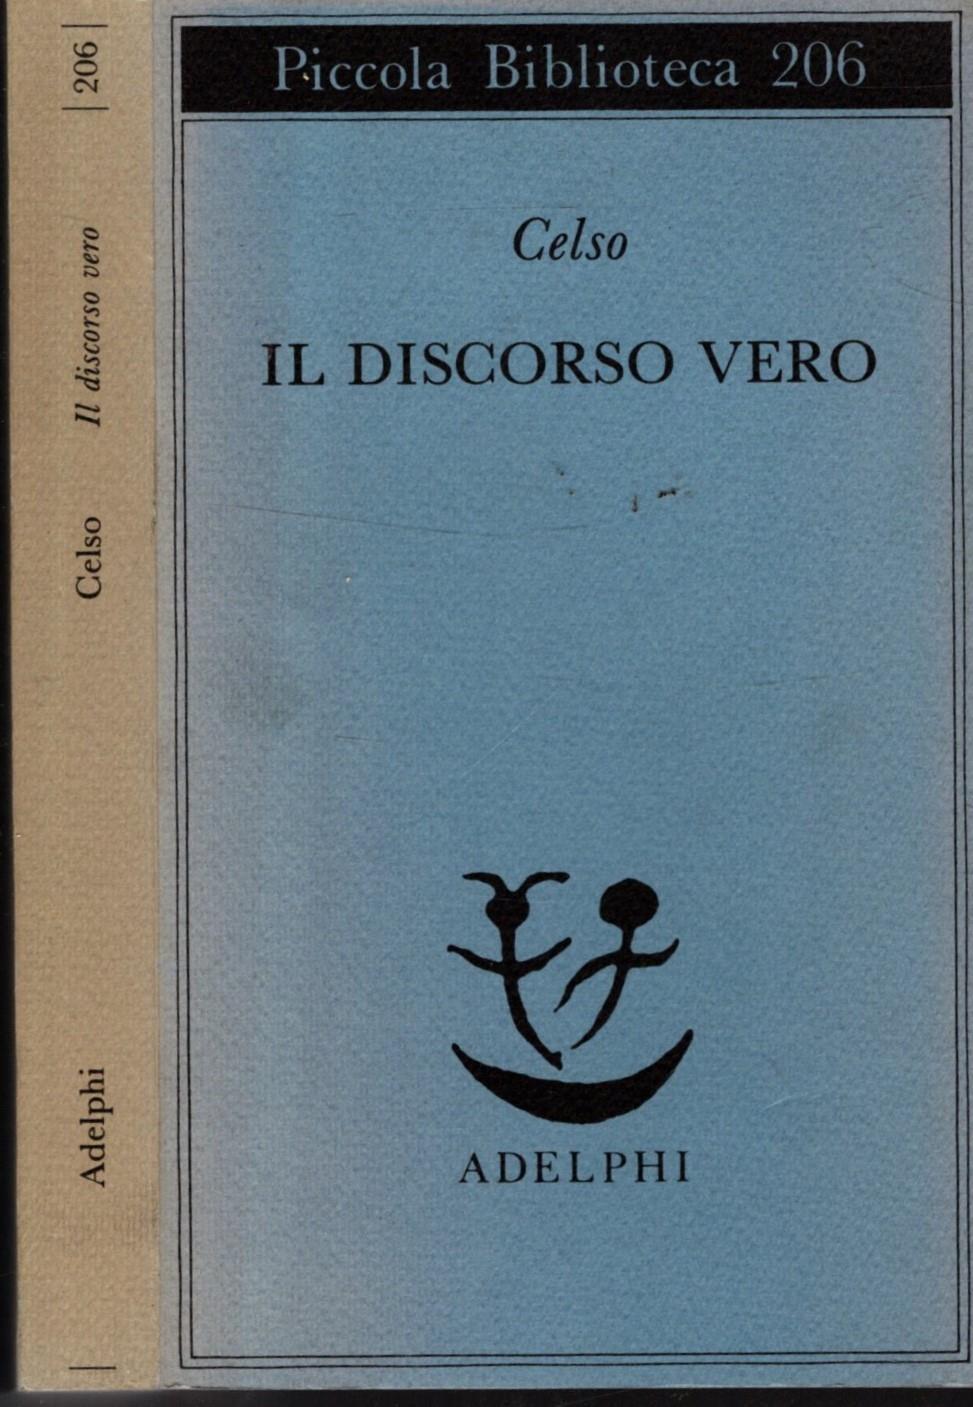 206
Il discorso vero
Celso
Adelphi
Piccola Biblioteca 206
Celso
IL DISCORSO VERO
ADELPHI